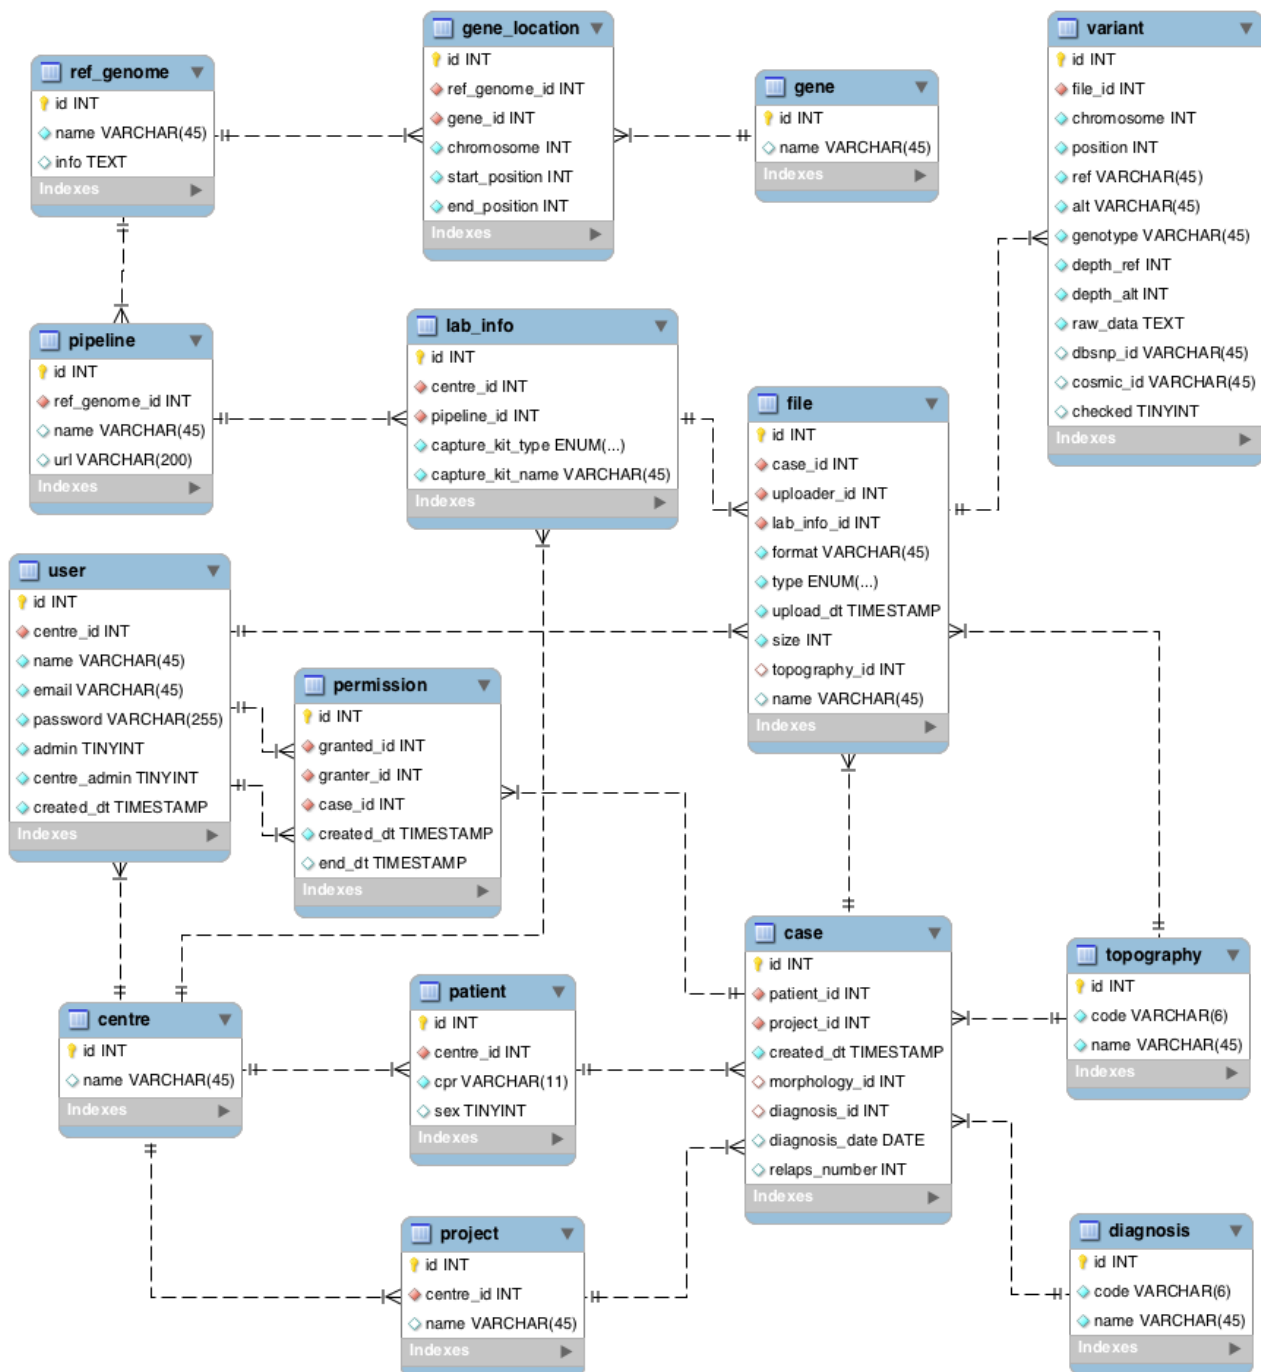 ref_genome
id INT
name VARCHAR(45)
info TEXT
Indexes
gene_location
id INT
ref_genome_id INT
gene_id INT
chromosome INT
start_position INT
end_position INT
Indexes
gene
id INT
name VARCHAR(45)
Indexes
variant
id INT
file_id INT
chromosome INT
position INT
ref VARCHAR(45)
alt VARCHAR(45)
genotype VARCHAR(45)
depth_ref INT
depth_alt INT
raw_data TEXT
dbsnp_id VARCHAR(45)
cosmic_id VARCHAR(45)
checked TINYINT
Indexes
pipeline
id INT
ref_genome_id INT
name VARCHAR(45)
url VARCHAR(200)
Indexes
lab_info
id INT
centre_id INT
pipeline_id INT
capture_kit_type ENUM(...)
capture_kit_name VARCHAR(45)
Indexes
file
id INT
case_id INT
uploader_id INT
lab_info_id INT
format VARCHAR(45)
type ENUM(...)
upload_dt TIMESTAMP
size INT
topography_id INT
name VARCHAR(45)
Indexes
user
id INT
centre_id INT
name VARCHAR(45)
email VARCHAR(45)
password VARCHAR(255)
admin TINYINT
centre_admin TINYINT
created_dt TIMESTAMP
Indexes
permission
id INT
granted_id INT
granter_id INT
case_id INT
created_dt TIMESTAMP
end_dt TIMESTAMP
Indexes
centre
id INT
name VARCHAR(45)
Indexes
patient
id INT
centre_id INT
cpr VARCHAR(11)
sex TINYINT
Indexes
case
id INT
patient_id INT
project_id INT
created_dt TIMESTAMP
morphology_id INT
diagnosis_id INT
diagnosis_date DATE
relaps_number INT
Indexes
topography
id INT
code VARCHAR(6)
name VARCHAR(45)
Indexes
project
id INT
centre_id INT
name VARCHAR(45)
Indexes
diagnosis
id INT
code VARCHAR(6)
name VARCHAR(45)
Indexes